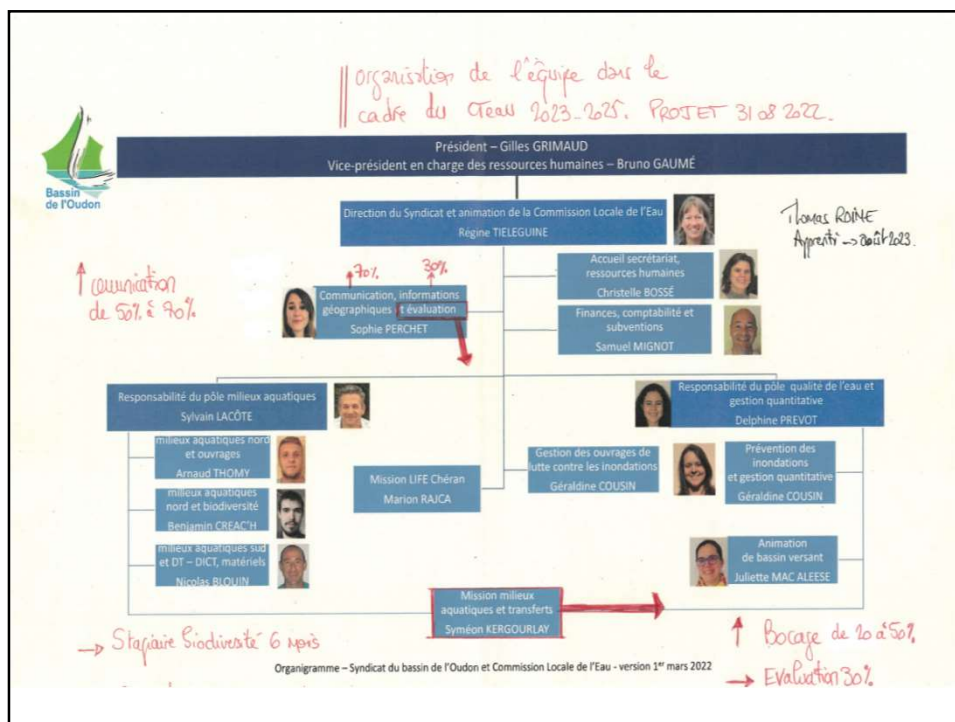 Organisation de l'équipe dans le
cadre du CTeau 2023-2025. PROJET 31 08 2022.
Bassin
de l'Oudon
Président – Gilles GRIMAUD
Vice-président en charge des ressources humaines – Bruno GAUMÉ
Direction du Syndicat et animation de la Commission Locale de l'Eau
Régine TIELEGUINE
Thomas
Apprenti → août 2023.
↑ communication
de 50% à 70%
70%
30%
Communication, informations
géographiques et évaluation
Sophie PERCHET
Accueil secrétariat,
ressources humaines
Christelle BOSSÉ
Finances, comptabilité et
subventions
Samuel MIGNOT
Responsabilité du pôle milieux aquatiques
Sylvain LACÔTE
Responsabilité du pôle qualité de l'eau et
gestion quantitative
Delphine PREVOT
milieux aquatiques nord
et ouvrages
Arnaud THOMY
milieux aquatiques
nord et biodiversité
Benjamin CREAC'H
milieux aquatiques sud
et DT – DICT, matériels
Nicolas BLOUIN
Mission LIFE Chéran
Marion RAJCA
Gestion des ouvrages de
lutte contre les inondations
Géraldine COUSIN
Prévention des
inondations
et gestion quantitative
Géraldine COUSIN
Animation
de bassin versant
Juliette MAC ALEESE
Mission milieux
aquatiques et transferts
Syméon KERGOURLAY
→ Stagiaire biodiversité 6 mois
↑ Bocage de 20 à 50%
→ Evaluation 30%
Organigramme – Syndicat du bassin de l'Oudon et Commission Locale de l'Eau - version 1er mars 2022